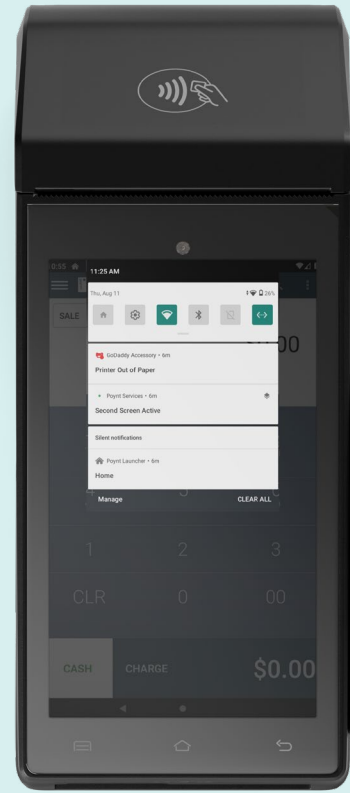 0:55
11:25 AM
Thu, Aug 11
26%
SALE
00
GoDaddy Accessory • 6m
Printer Out of Paper
Poynt Services • 6m
Second Screen Active
Silent notifications
Poynt Launcher • 6m
Home
Manage
CLEAR ALL
1 2 3
CLR 0 00
CASH CHARGE $0.00